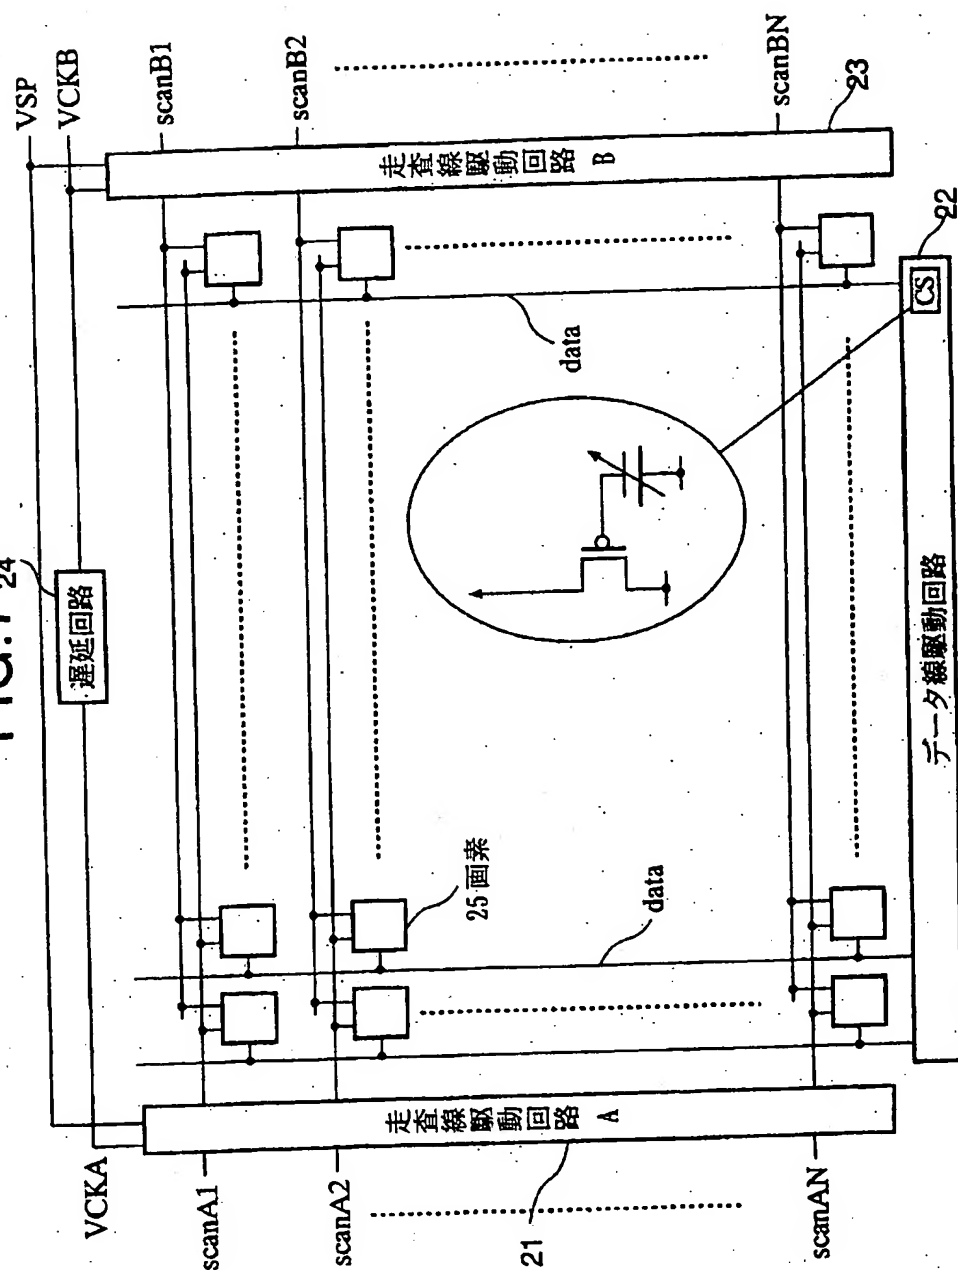 FIG.7
24
VSP
VCKB
遅延回路
VCKA
scanB1
scanB2
scanBN
走査線駆動回路 B
23
scanA1
scanA2
scanAN
走査線駆動回路 A
21
25 画素
data
data
CS
22
データ線駆動回路